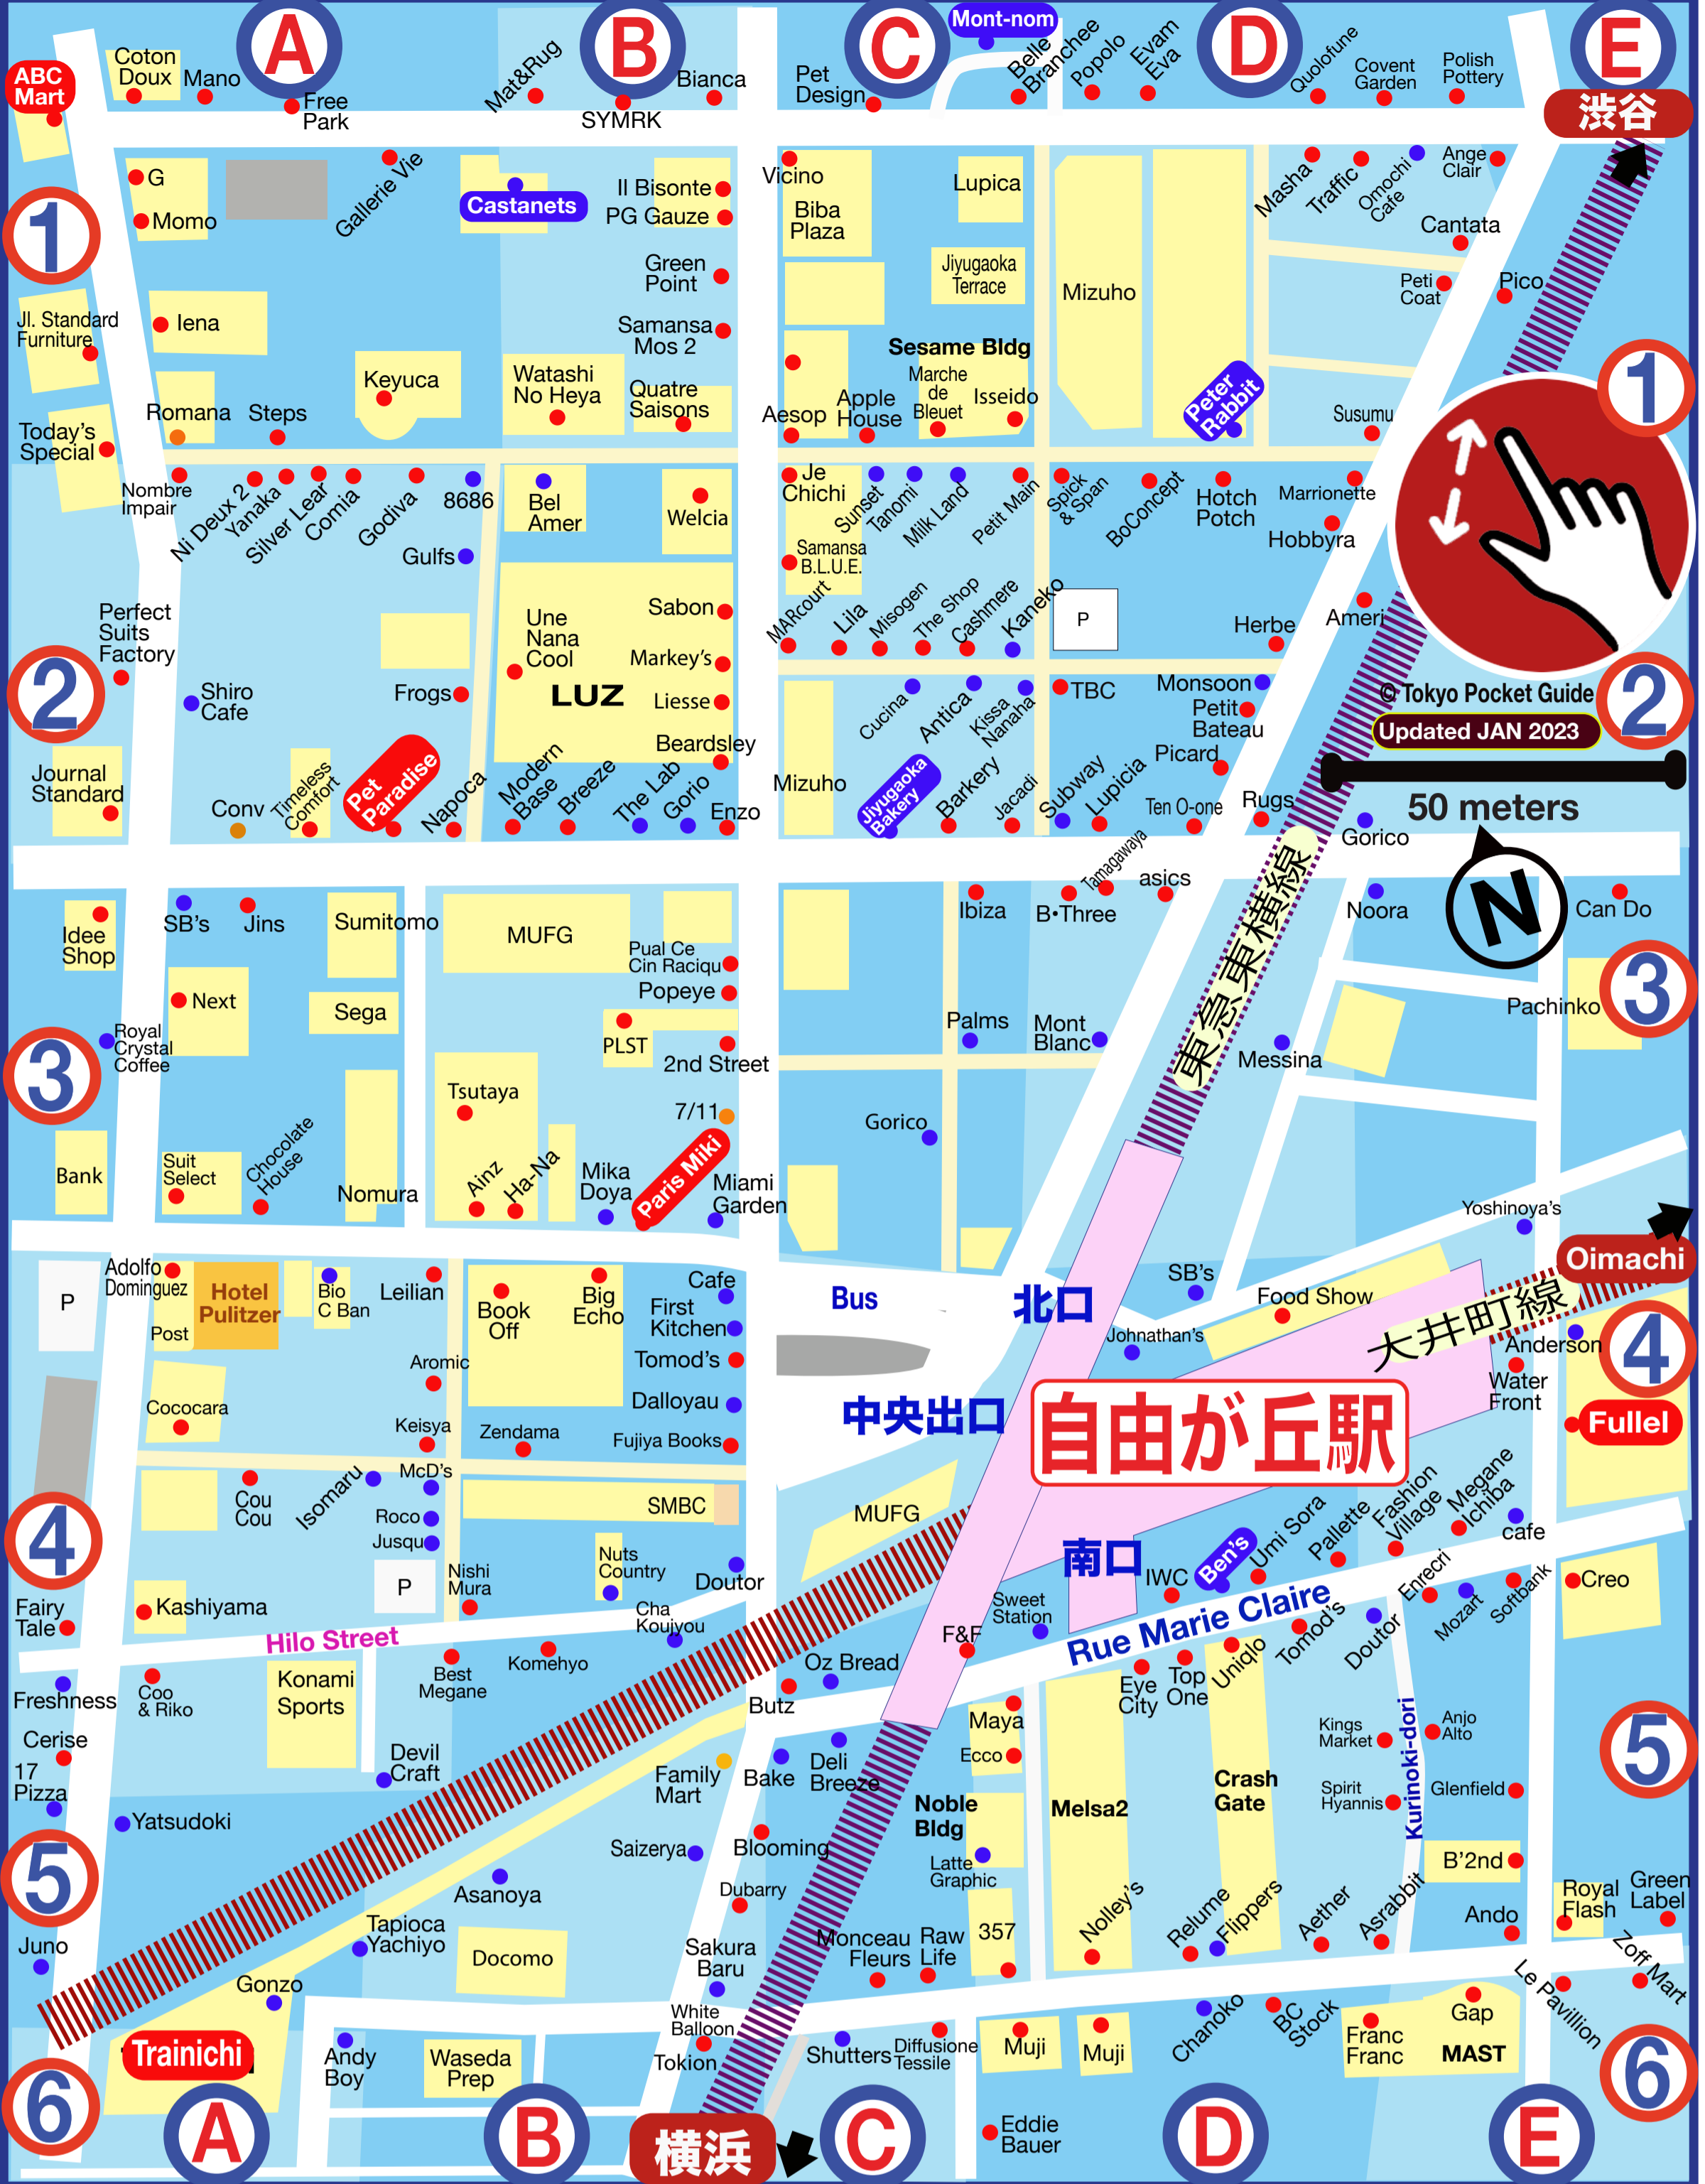 A
B
C
D
E
Mont-nom
ABC
Mart
Coton
Doux
Mano
Free
Park
Mat&Rug
SYMRK
Bianca
Pet
Design
Belle
Branchee
Popolo
Evam
Eva
Quolofune
Covent
Garden
Polish
Pottery
渋谷
G
Momo
Gallerie Vie
Castanets
Il Bisonte
PG Gauze
Vicino
Biba
Plaza
Lupica
Masha
Traffic
Omochi
Cafe
Ange
Clair
1
Green
Point
Jiyugaoka
Terrace
Mizuho
Cantata
Peti
Coat
Pico
Jl. Standard
Furniture
Iena
Samansa
Mos 2
Sesame Bldg
Keyuca
Watashi
No Heya
Quatre
Saisons
Marche
de
Bleuet
Isseido
Peter
Rabbit
1
Romana
Steps
Aesop
Apple
House
Susumu
Today's
Special
Nombre
Impair
Ni Deux 2
Yanaka
Silver Lear
Comia
Godiva
8686
Bel
Amer
Welcia
Je
Chichi
Sunset
Tanomi
Milk Land
Petit Main
Spick
& Span
BoConcept
Hotch
Potch
Marrionette
Hobbyra
Gulfs
Samansa
B.L.U.E.
Perfect
Suits
Factory
Une
Nana
Cool
Sabon
MARcourt
Lila
Misogen
The Shop
Cashmere
Kaneko
P
Herbe
Ameri
Markey's
2
Shiro
Cafe
Frogs
LUZ
Liesse
Cucina
Antica
Kissa
Nanaha
TBC
Monsoon
Petit
Bateau
© Tokyo Pocket Guide
2
Updated JAN 2023
Beardsley
Picard
Journal
Standard
Conv
Timeless
Comfort
Pet
Paradise
Napoca
Modern
Base
Breeze
The Lab
Gorio
Enzo
Mizuho
Jiyugaoka
Bakery
Barkery
Jacadi
Subway
Lupicia
Ten O-one
Rugs
50 meters
Gorico
Tamagawaya
asics
N
Idee
Shop
SB's
Jins
Sumitomo
MUFG
Ibiza
B•Three
東急東横線
Noora
Can Do
Pual Ce
Cin Raciqu
Popeye
3
Next
Sega
Pachinko
PLST
2nd Street
Palms
Mont
Blanc
Messina
3
Royal
Crystal
Coffee
Tsutaya
7/11
Gorico
Bank
Suit
Select
Chocolate
House
Nomura
Ainz
Ha-Na
Mika
Doya
Paris Miki
Miami
Garden
Yoshinoya's
Oimachi
P
Adolfo
Dominguez
Hotel
Pulitzer
Post
Bio
C Ban
Leilian
Book
Off
Big
Echo
Cafe
First
Kitchen
Bus
北口
SB's
Food Show
大井町線
Johnathan's
Anderson
4
Aromic
Tomod's
Water
Front
Cococara
Dalloyau
中央出口
自由が丘駅
Fullel
Keisya
Zendama
Fujiya Books
McD's
Cou
Cou
Isomaru
Roco
Jusqu
SMBC
MUFG
南口
Umi Sora
Pallette
Fashion
Village
Megane
Ichiba
cafe
4
P
Nishi
Mura
Nuts
Country
Doutor
IWC
Ben's
Enrecri
Mozart
Softbank
Creo
Fairy
Tale
Kashiyama
Cha
Koujyou
Sweet
Station
F&F
Rue Marie Claire
Tomod's
Doutor
Hilo Street
Freshness
Coo
& Riko
Konami
Sports
Best
Megane
Komehyo
Oz Bread
Butz
Eye
City
Top
One
Uniqlo
Maya
Ecco
Kings
Market
Anjo
Alto
Kurinoki-dori
5
Cerise
17
Pizza
Devil
Craft
Family
Mart
Bake
Deli
Breeze
Noble
Bldg
Melsa2
Crash
Gate
Spirit
Hyannis
Glenfield
Yatsudoki
Saizerya
Blooming
Latte
Graphic
B'2nd
5
Asanoya
Dubarry
Nolley's
Relume
Flippers
Aether
Asrabbit
Ando
Royal
Flash
Green
Label
Juno
Tapioca
Yachiyo
Docomo
Sakura
Baru
Monceau
Fleurs
Raw
Life
357
Zoff Mart
Gonzo
Le Pavillion
White
Balloon
Tokion
Trainichi
Andy
Boy
Waseda
Prep
Shutters
Diffusione
Tessile
Muji
Muji
Chanoko
BC
Stock
Franc
Franc
Gap
MAST
6
6
A
B
横浜
C
Eddie
Bauer
D
E